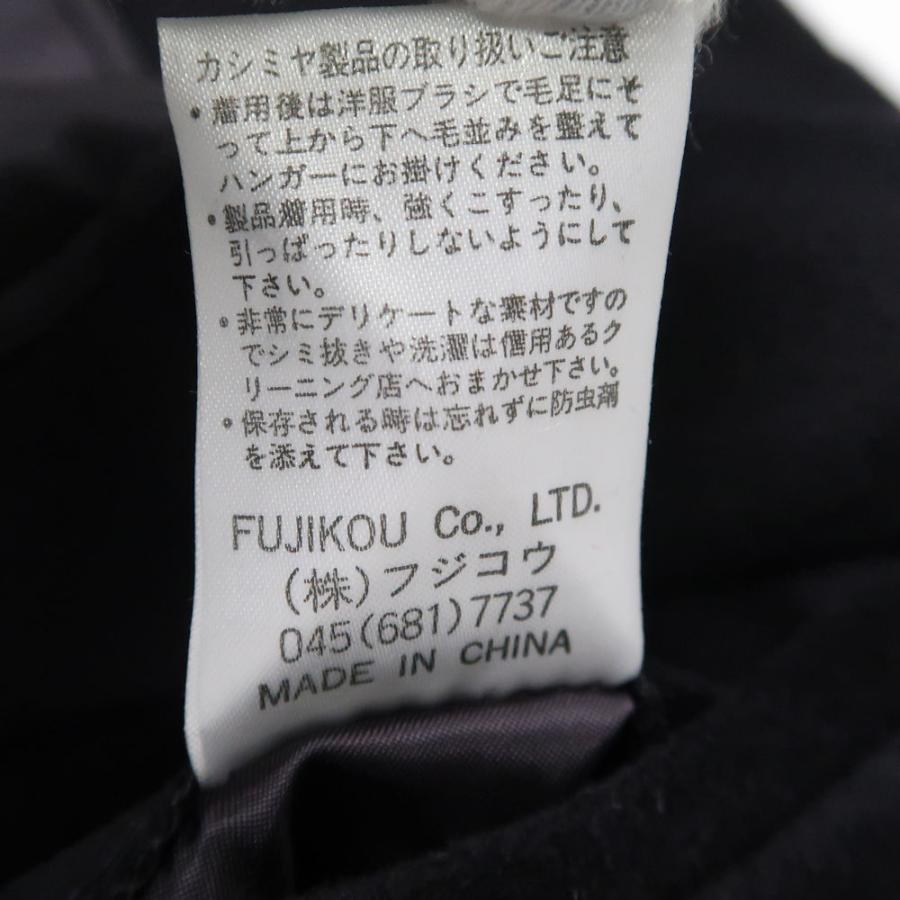 カシミヤ製品の取り扱いご注意
・着用後は洋服ブラシで毛足にそ
って上から下へ毛並みを整えて
ハンガーにお掛けください。
・製品着用時、強くこすったり、
引っぱったりしないようにして
下さい。
・非常にデリケートな素材ですの
でシミ抜きや洗濯は信用あるク
リーニング店へおまかせ下さい。
・保存される時は忘れずに防虫剤
を添えて下さい。
FUJIKOU Co., LTD.
(株)フジコウ
045(681)7737
MADE IN CHINA